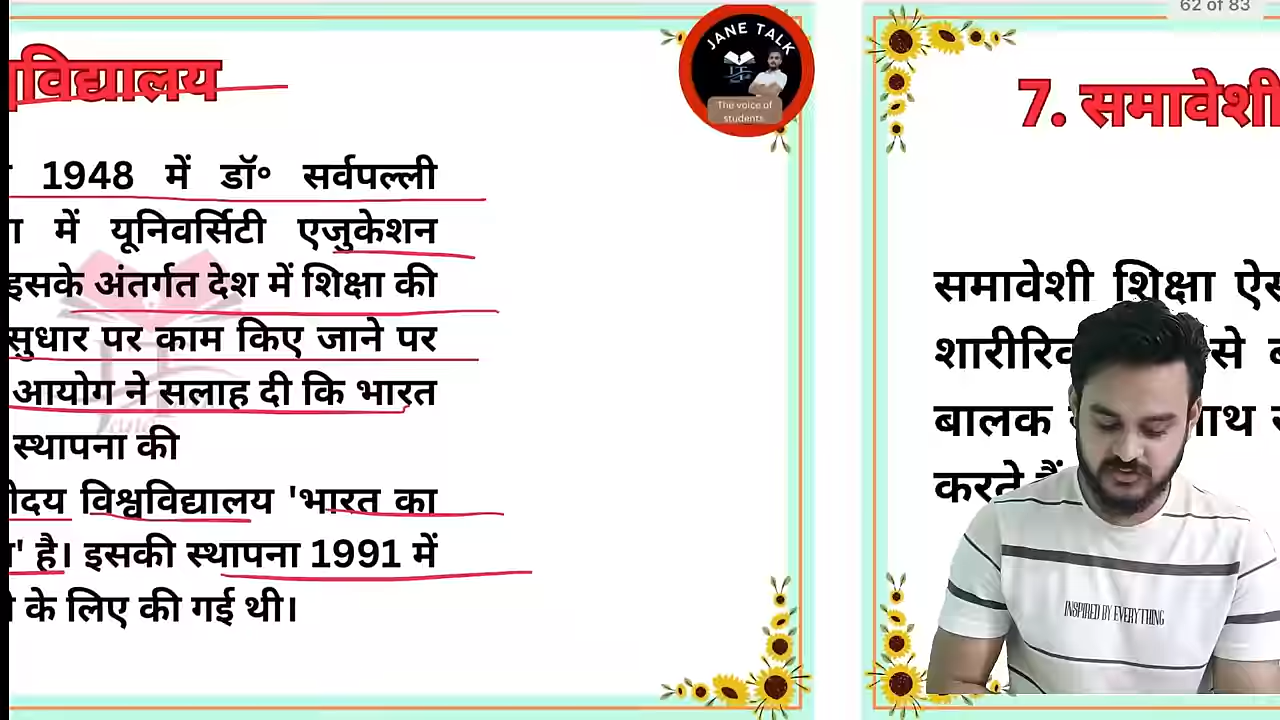 62 of 83
JANE TALK
The voice of
students
विद्यालय
1948 में डॉ॰ सर्वपल्ली
में यूनिवर्सिटी एजुकेशन
इसके अंतर्गत देश में शिक्षा की
सुधार पर काम किए जाने पर
आयोग ने सलाह दी कि भारत
स्थापना की
विश्वविद्यालय 'भारत का
है। इसकी स्थापना 1991 में
के लिए की गई थी।
7. समावेशी
समावेशी शिक्षा
से
बालक
करते हैं
INSPIRED BY EVERYTHING